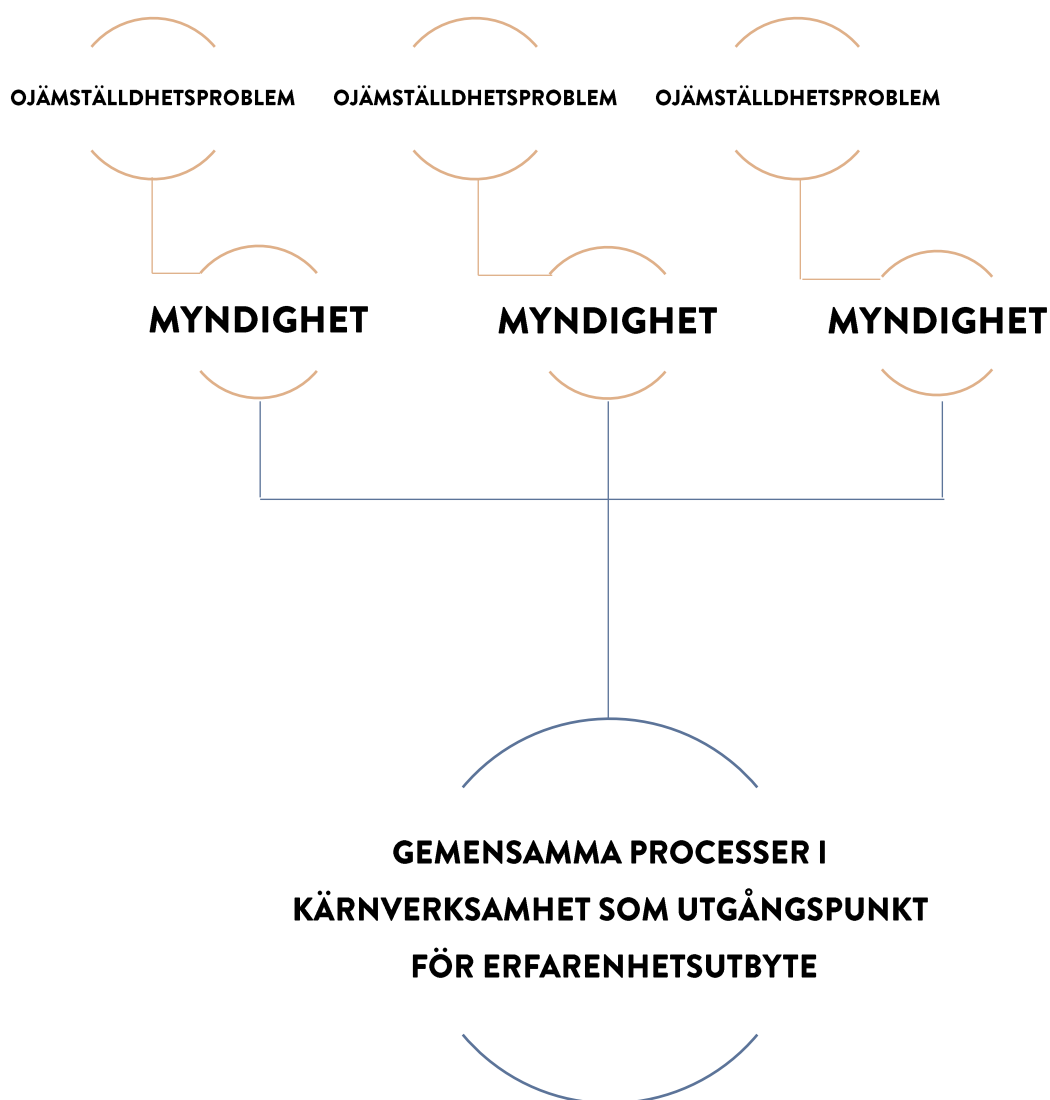 OJÄMSTÄLLDHETSPROBLEM OJÄMSTÄLLDHETSPROBLEM OJÄMSTÄLLDHETSPROBLEM
MYNDIGHET MYNDIGHET MYNDIGHET
GEMENSAMMA PROCESSER I
KÄRNVERKSAMHET SOM UTGÅNGSPUNKT
FÖR ERFARENHETSUTBYTE